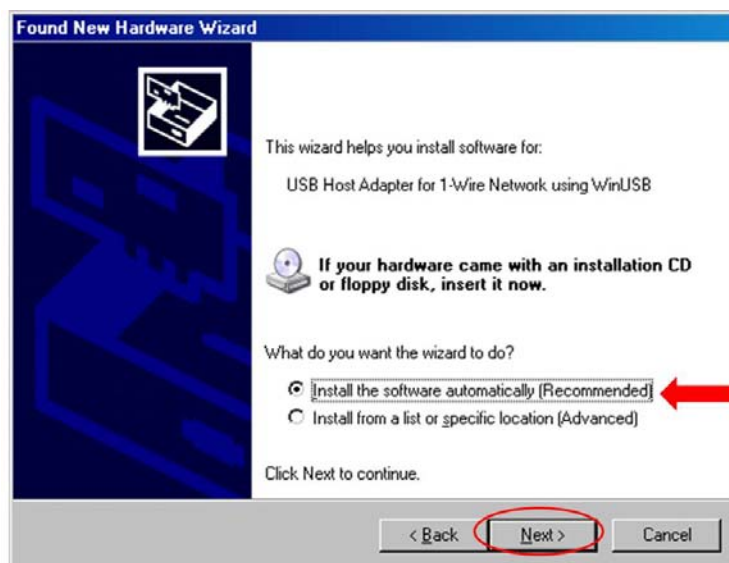 Found New Hardware Wizard
This wizard helps you install software for:
USB Host Adapter for 1-Wire Network using WinUSB
If your hardware came with an installation CD
or floppy disk, insert it now.
What do you want the wizard to do?
Install the software automatically (Recommended)
Install from a list or specific location (Advanced)
Click Next to continue.
< Back Next > Cancel